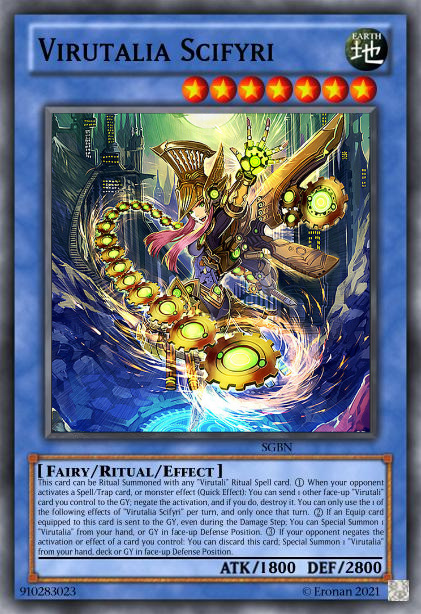 VIRUTALIA SCIFYRI
EARTH
地
SGBN
[ FAIRY/RITUAL/EFFECT ]
This card can be Ritual Summoned with any "Virutali" Ritual Spell card. ① When your opponent
activates a Spell/Trap card, or monster effect (Quick Effect): You can send 1 other face-up "Virutali"
card you control to the GY; negate the activation, and if you do, destroy it. You can only use the 1 of
the following effects of "Virutalia Scifyri" per turn, and only once that turn. ② If an Equip card
equipped to this card is sent to the GY, even during the Damage Step; You can Special Summon 1
"Virutalia" from your hand, or GY in face-up Defense Position. ③ If your opponent negates the
activation or effect of a card you control: You can discard this card; Special Summon 1 "Virutalia"
from your hand, deck or GY in face-up Defense Position.
ATK/1800 DEF/2800
910283023
© Eronan 2021